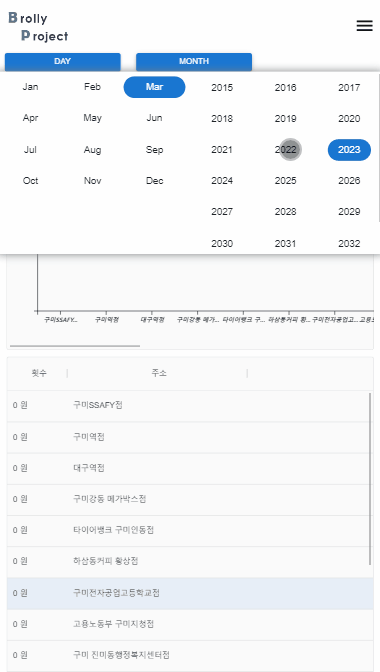 Brolly
Project
DAY MONTH
Jan Feb Mar 2015 2016 2017
Apr May Jun 2018 2019 2020
Jul Aug Sep 2021 2022 2023
Oct Nov Dec 2024 2025 2026
2027 2028 2029
2030 2031 2032
구미SSAFY... 구미역점 대구역점 구미강동 메가... 타이어뱅크 구... 하상동커피 황... 구미전자공업고... 고용노
횟수 주소
0 원 구미SSAFY점
0 원 구미역점
0 원 대구역점
0 원 구미강동 메가박스점
0 원 타이어뱅크 구미인동점
0 원 하삼동커피 황상점
0 원 구미전자공업고등학교점
0 원 고용노동부 구미지청점
0 원 구미 진미동행정복지센터점